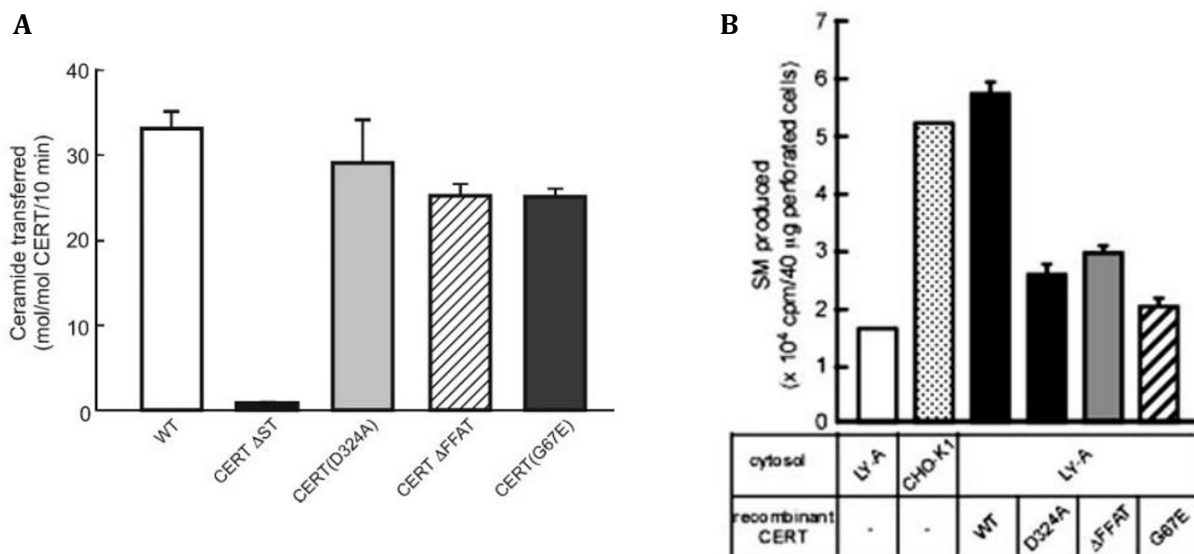 A
Ceramide transferred
(mol/mol CERT/10 min)
40
30
20
10
0
WT
CERT ΔST
CERT(D324A)
CERT ΔFFAT
CERT(G67E)
B
SM produced
(x 10⁴ cpm/40 μg perforated cells)
7
6
5
4
3
2
1
0
cytosol LY-A CHO-K1 LY-A
recombinant
CERT - - WT D324A ΔFFAT G67E